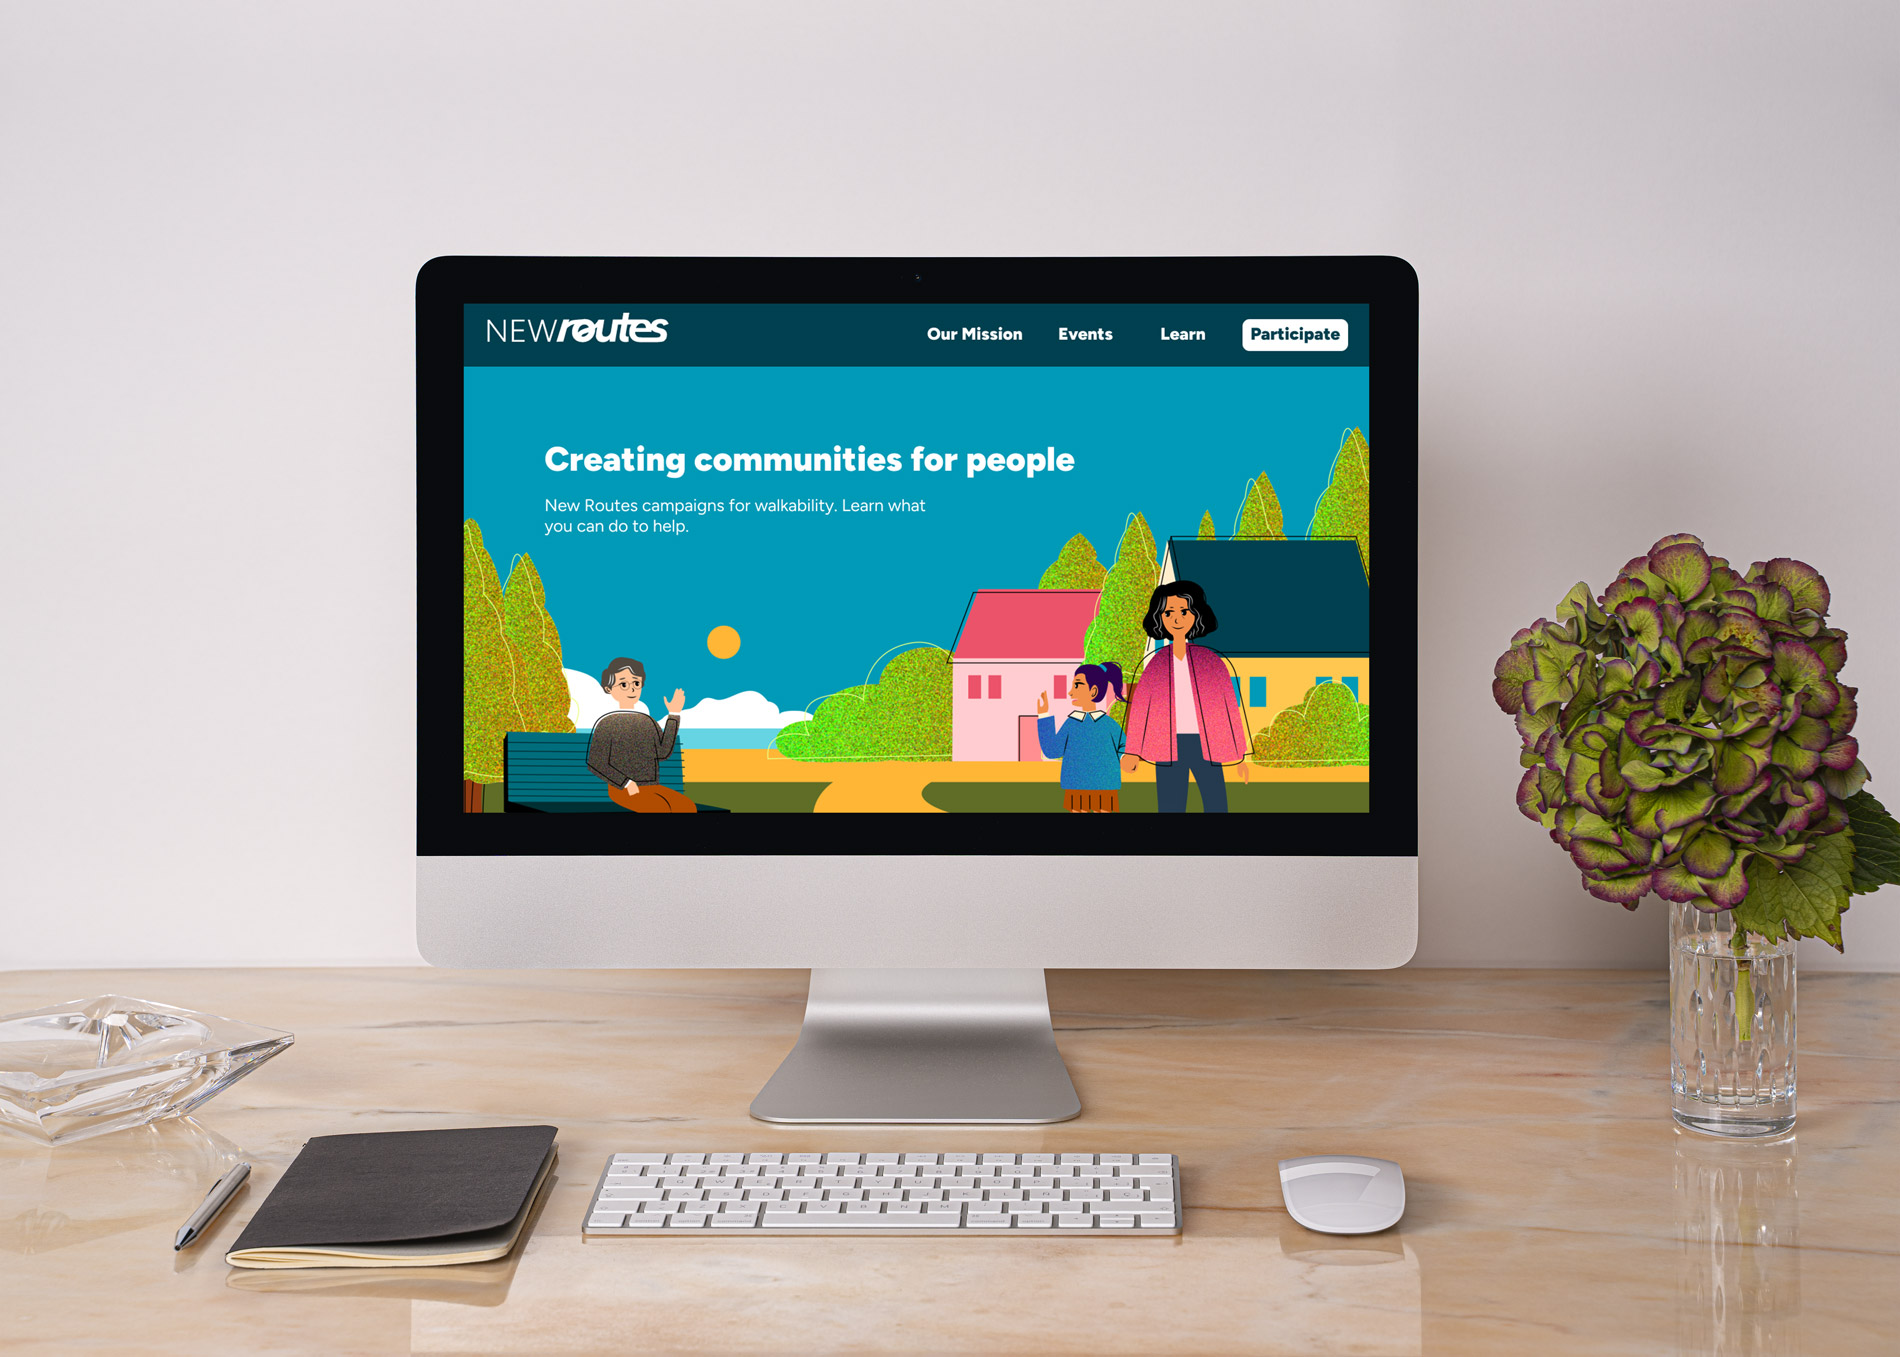 NEWroutes
Our Mission Events Learn Participate
Creating communities for people
New Routes campaigns for walkability. Learn what
you can do to help.
Q W E R T Y U I O P
A S D F G H J K L Ñ
Z X C V B N M